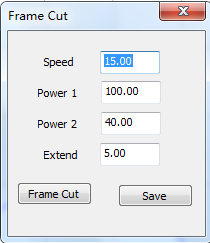 Frame Cut
Speed 15.00
Power 1 100.00
Power 2 40.00
Extend 5.00
Frame Cut Save